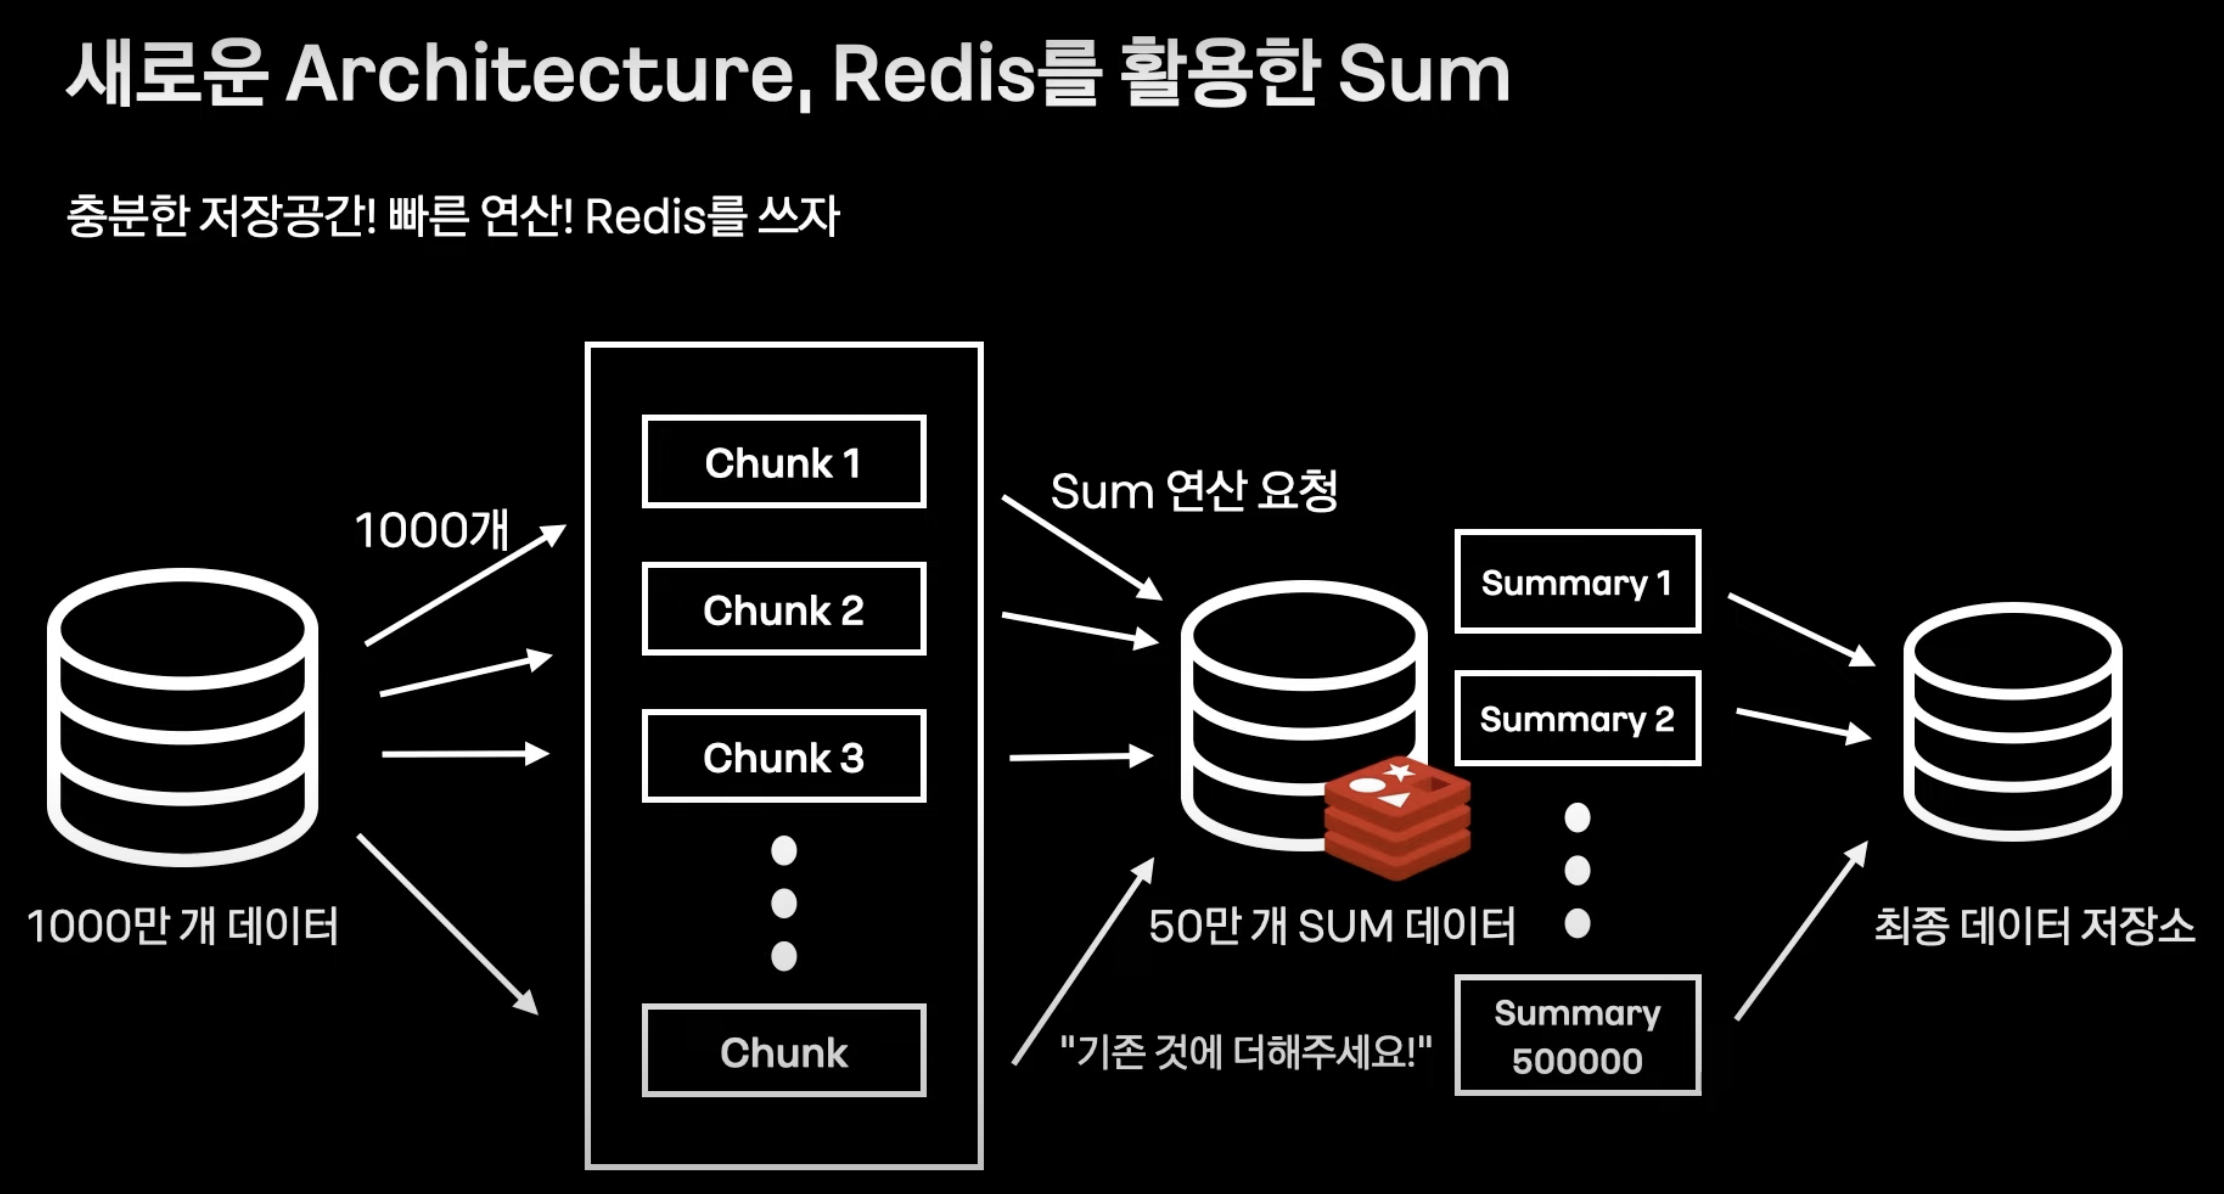 새로운 Architecture, Redis를 활용한 Sum
충분한 저장공간! 빠른 연산! Redis를 쓰자
1000개
1000만 개 데이터
Chunk 1
Chunk 2
Chunk 3
Chunk
Sum 연산 요청
50만 개 SUM 데이터
"기존 것에 더해주세요!"
Summary 1
Summary 2
Summary
500000
최종 데이터 저장소